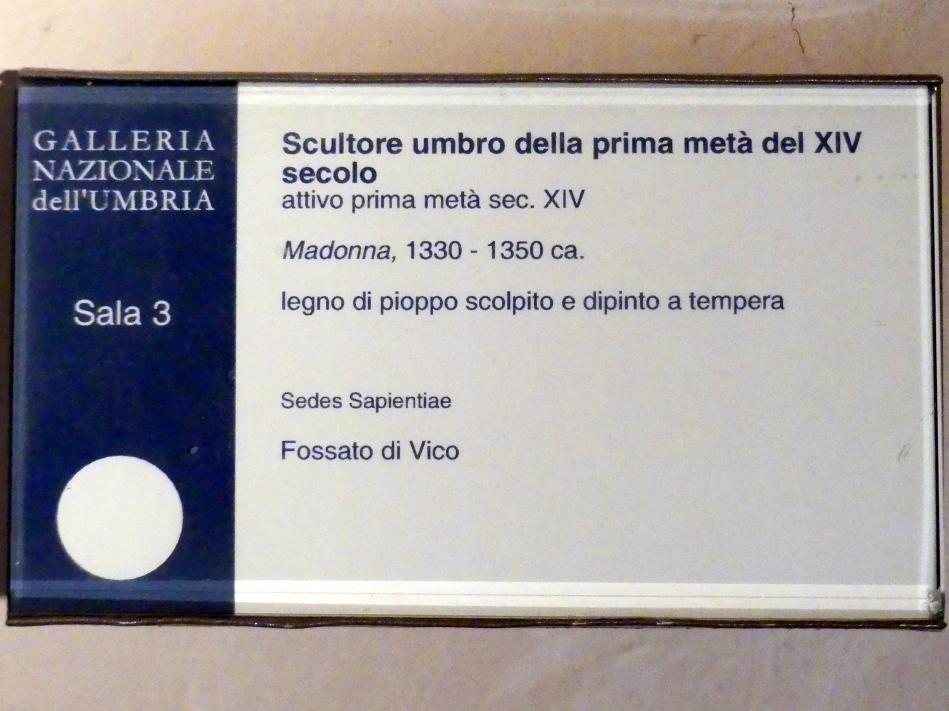 GALLERIA
NAZIONALE
dell'UMBRIA
Sala 3
Scultore umbro della prima metà del XIV
secolo
attivo prima metà sec. XIV
Madonna, 1330 - 1350 ca.
legno di pioppo scolpito e dipinto a tempera
Sedes Sapientiae
Fossato di Vico